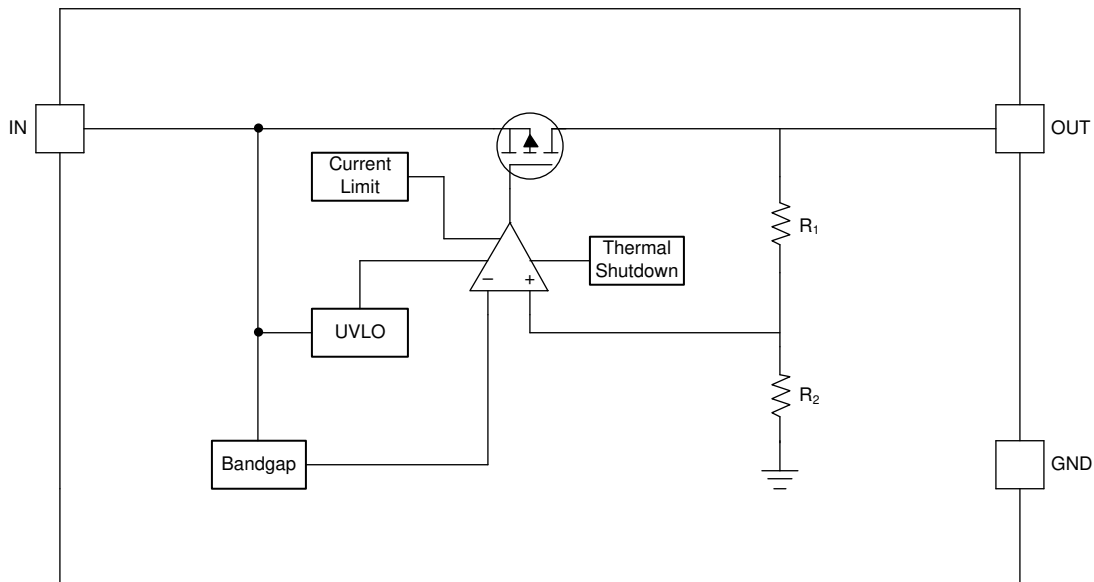 IN
OUT
Current
Limit
R₁
Thermal
Shutdown
− +
UVLO
R₂
Bandgap
GND